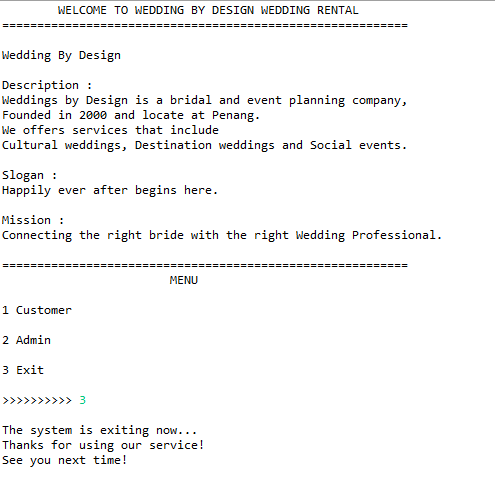 WELCOME TO WEDDING BY DESIGN WEDDING RENTAL
==========================================================
Wedding By Design
Description :
Weddings by Design is a bridal and event planning company,
Founded in 2000 and locate at Penang.
We offers services that include
Cultural weddings, Destination weddings and Social events.
Slogan :
Happily ever after begins here.
Mission :
Connecting the right bride with the right Wedding Professional.
==========================================================
MENU
1 Customer
2 Admin
3 Exit
>>>>>>>>>> 3
The system is exiting now...
Thanks for using our service!
See you next time!